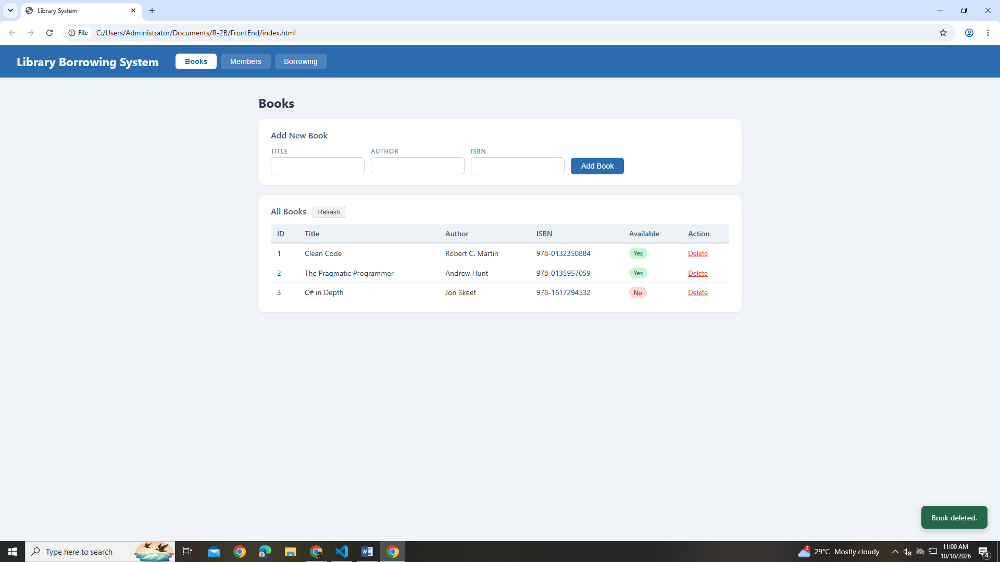 Library System
File
C:/Users/Administrator/Documents/R-2B/FrontEnd/index.html
Library Borrowing System
Books
Members
Borrowing
Books
Add New Book
TITLE
AUTHOR
ISBN
Add Book
All Books
Refresh
ID Title Author ISBN Available Action
1 Clean Code Robert C. Martin 978-0132350884 Yes Delete
2 The Pragmatic Programmer Andrew Hunt 978-0135957059 Yes Delete
3 C# in Depth Jon Skeet 978-1617294532 No Delete
Book deleted.
Type here to search
2
29°C Mostly cloudy
11:00 AM
10/10/2026
4